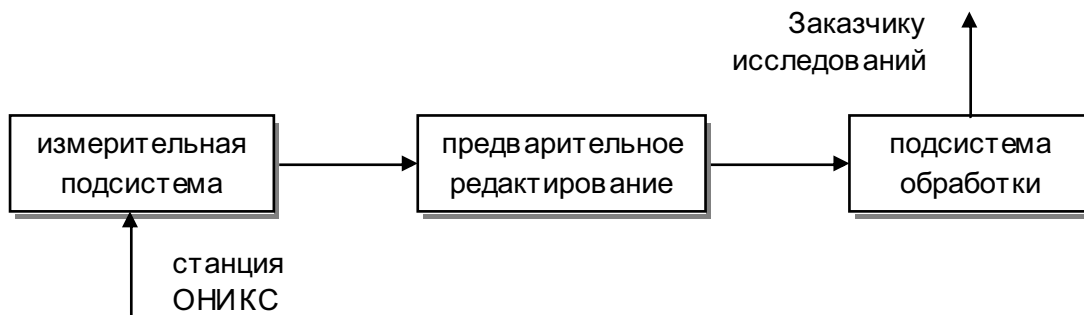 Заказчику
исследований
измерительная
подсистема
предварительное
редактирование
подсистема
обработки
станция
ОНИКС